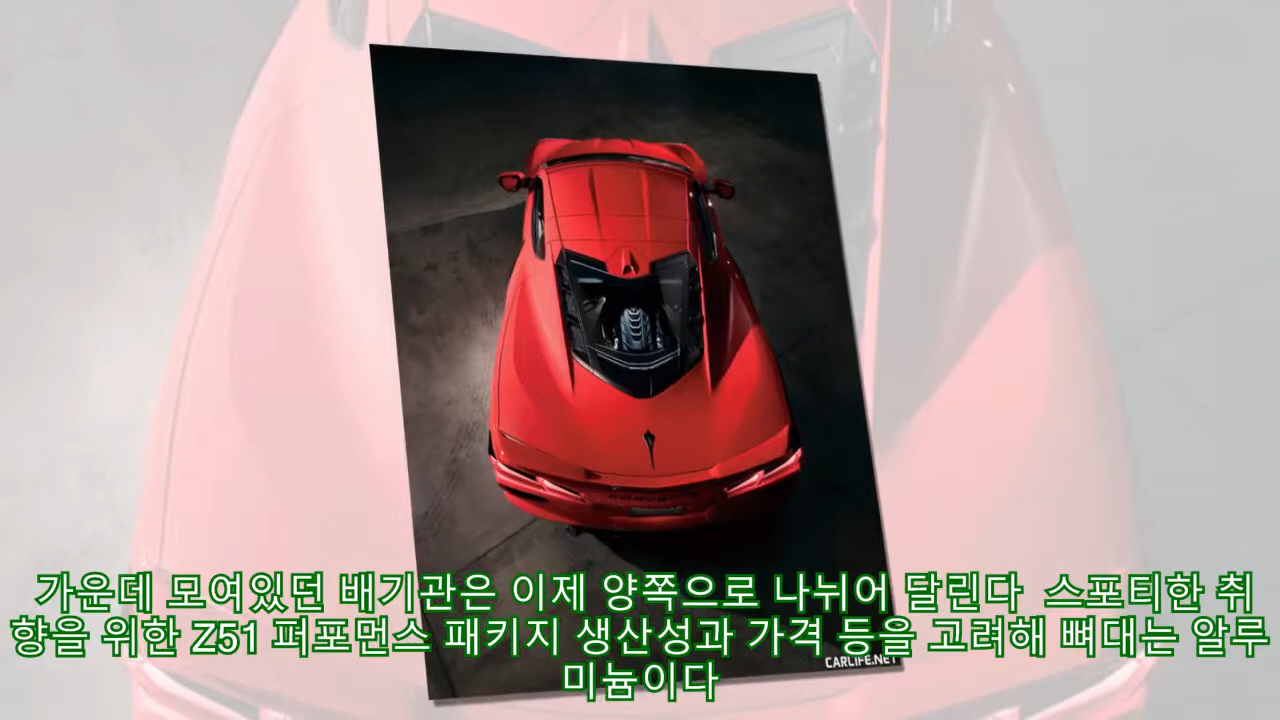 가운데 모여있던 배기관은 이제 양쪽으로 나뉘어 달린다 스포티한 취
향을 위한 Z51 퍼포먼스 패키지 생산성과 가격 등을 고려해 뼈대는 알루
미늄이다
CARLIFE.NET